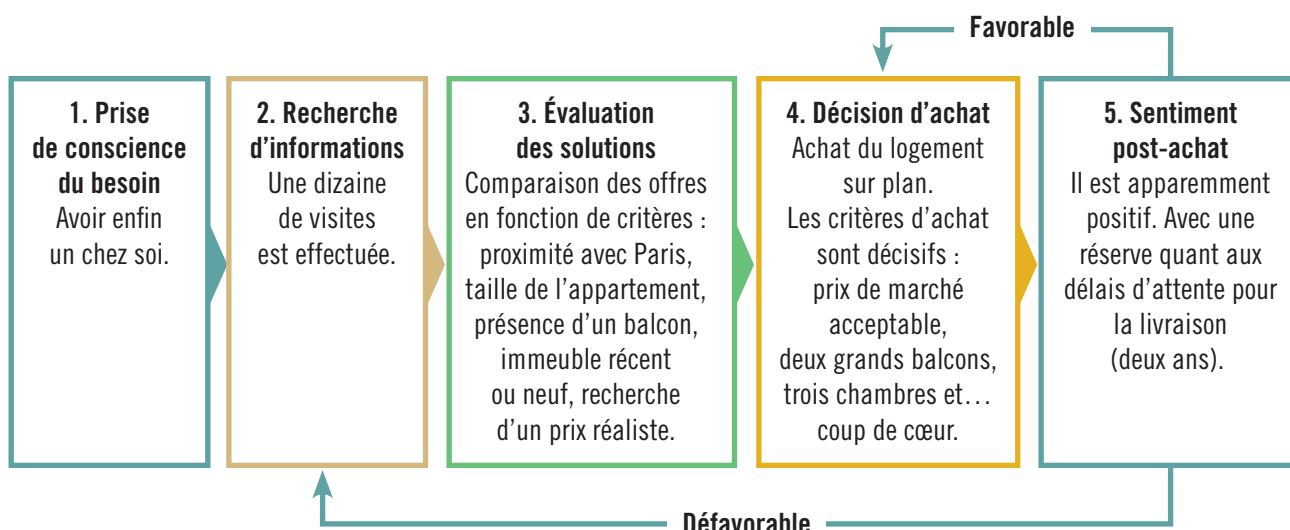 Favorable
1. Prise
de conscience
du besoin
Avoir enfin
un chez soi.
2. Recherche
d’informations
Une dizaine
de visites
est effectuée.
3. Évaluation
des solutions
Comparaison des offres
en fonction de critères :
proximité avec Paris,
taille de l’appartement,
présence d’un balcon,
immeuble récent
ou neuf, recherche
d’un prix réaliste.
4. Décision d’achat
Achat du logement
sur plan.
Les critères d’achat
sont décisifs :
prix de marché
acceptable,
deux grands balcons,
trois chambres et…
coup de cœur.
5. Sentiment
post-achat
Il est apparemment
positif. Avec une
réserve quant aux
délais d’attente pour
la livraison
(deux ans).
Défavorable